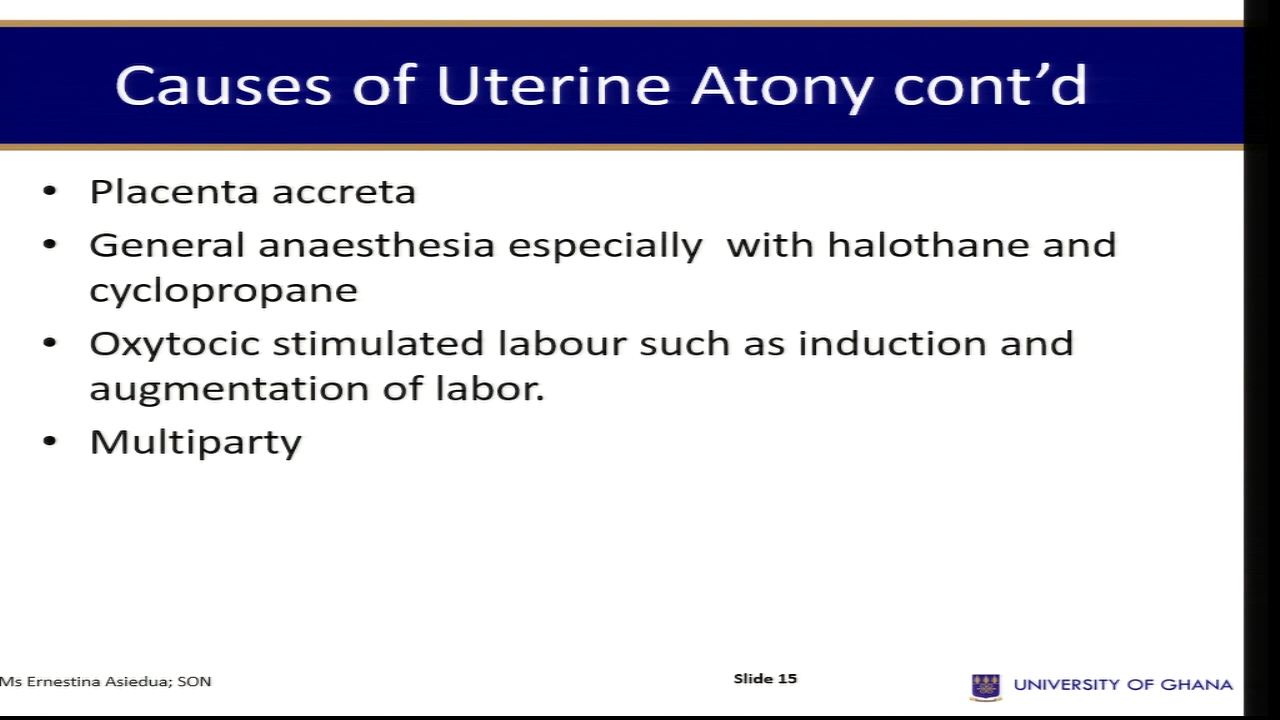 Causes of Uterine Atony cont’d
• Placenta accreta
• General anaesthesia especially with halothane and
cyclopropane
• Oxytocic stimulated labour such as induction and
augmentation of labor.
• Multiparty
Ms Ernestina Asiedua; SON
Slide 15
UNIVERSITY OF GHANA